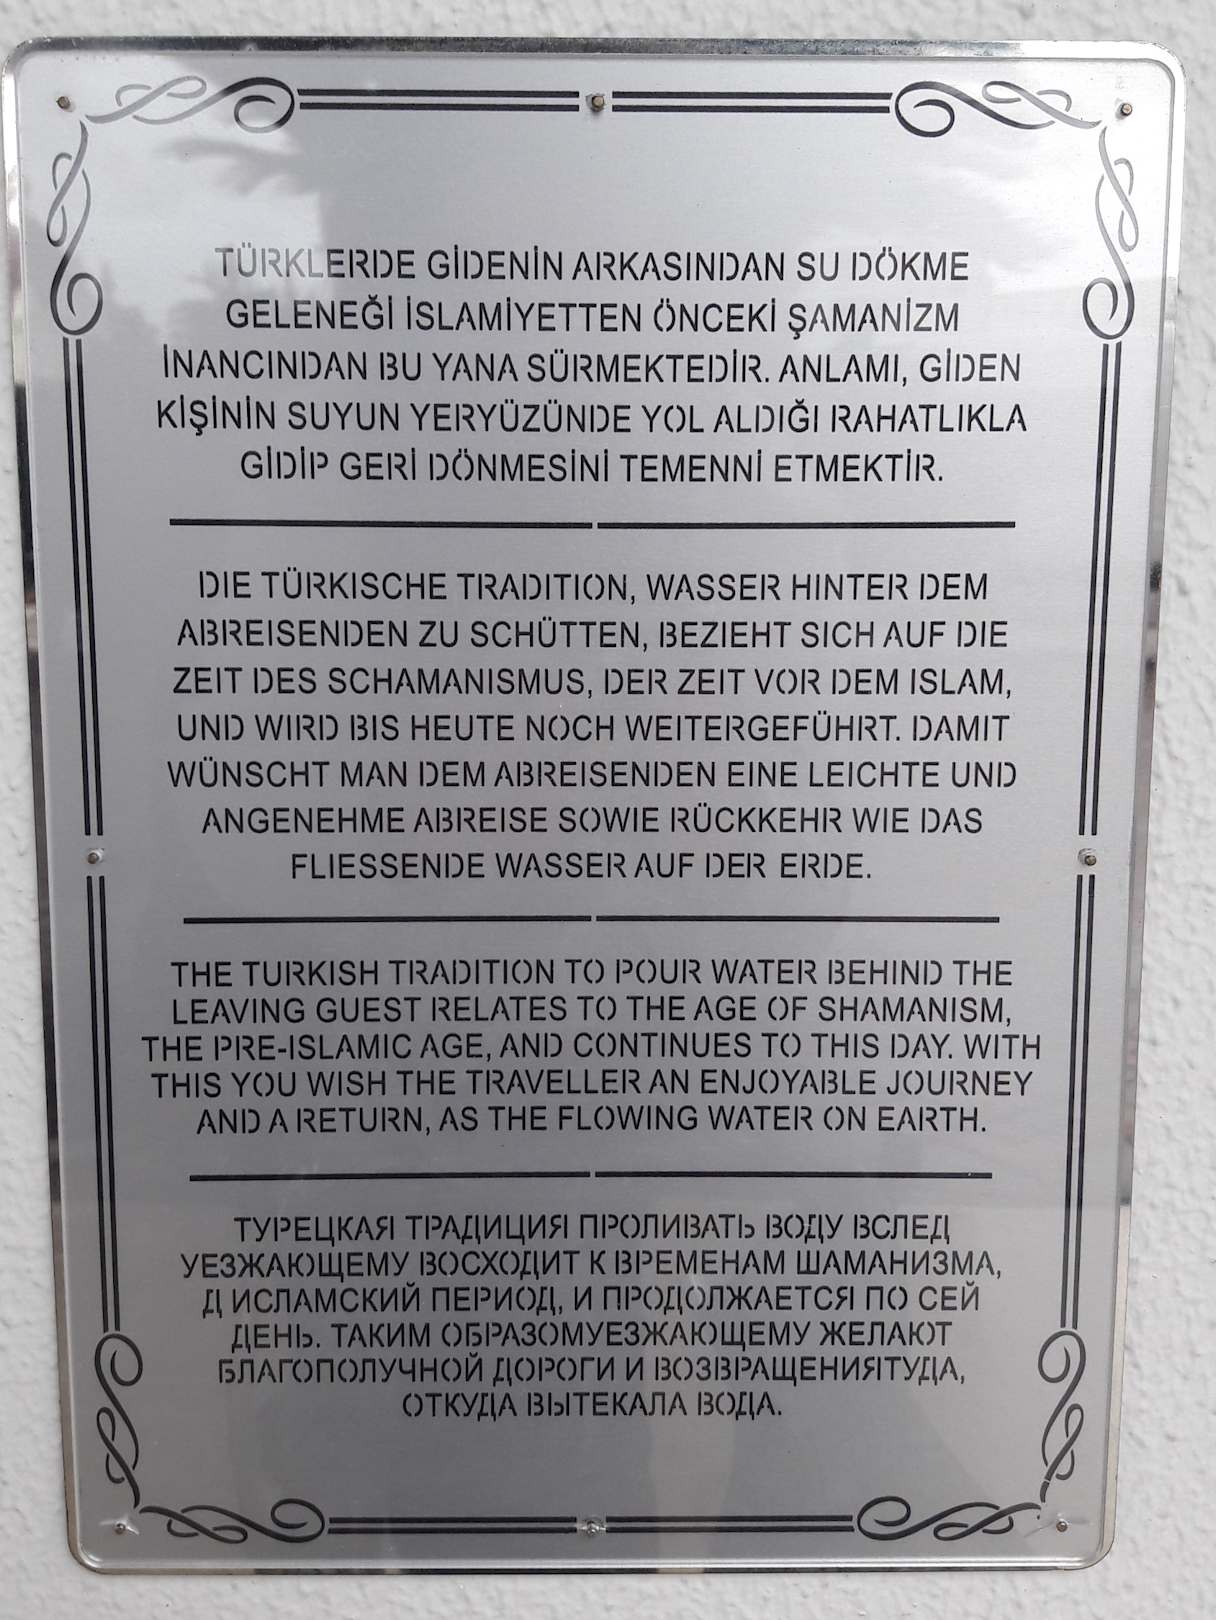 TÜRKLERDE GİDENİN ARKASINDAN SU DÖKME
GELENEĞİ İSLAMİYETTEN ÖNCEKİ ŞAMANİZM
İNANCINDAN BU YANA SÜRMEKTEDİR. ANLAMI, GİDEN
KİŞİNİN SUYUN YERYÜZÜNDE YOL ALDIĞI RAHATLIKLA
GİDİP GERİ DÖNMESİNİ TEMENNİ ETMEKTİR.
DIE TÜRKISCHE TRADITION, WASSER HINTER DEM
ABREISENDEN ZU SCHÜTTEN, BEZIEHT SICH AUF DIE
ZEIT DES SCHAMANISMUS, DER ZEIT VOR DEM ISLAM,
UND WIRD BIS HEUTE NOCH WEITERGEFÜHRT. DAMIT
WÜNSCHT MAN DEM ABREISENDEN EINE LEICHTE UND
ANGENEHME ABREISE SOWIE RÜCKKEHR WIE DAS
FLIESSENDE WASSER AUF DER ERDE.
THE TURKISH TRADITION TO POUR WATER BEHIND THE
LEAVING GUEST RELATES TO THE AGE OF SHAMANISM,
THE PRE-ISLAMIC AGE, AND CONTINUES TO THIS DAY. WITH
THIS YOU WISH THE TRAVELLER AN ENJOYABLE JOURNEY
AND A RETURN, AS THE FLOWING WATER ON EARTH.
ТУРЕЦКАЯ ТРАДИЦИЯ ПРОЛИВАТЬ ВОДУ ВСЛЕД
УЕЗЖАЮЩЕМУ ВОСХОДИТ К ВРЕМЕНАМ ШАМАНИЗМА,
Д ИСЛАМСКИЙ ПЕРИОД, И ПРОДОЛЖАЕТСЯ ПО СЕЙ
ДЕНЬ. ТАКИМ ОБРАЗОМУЕЗЖАЮЩЕМУ ЖЕЛАЮТ
БЛАГОПОЛУЧНОЙ ДОРОГИ И ВОЗВРАЩЕНИЯТУДА,
ОТКУДА ВЫТЕКАЛА ВОДА.